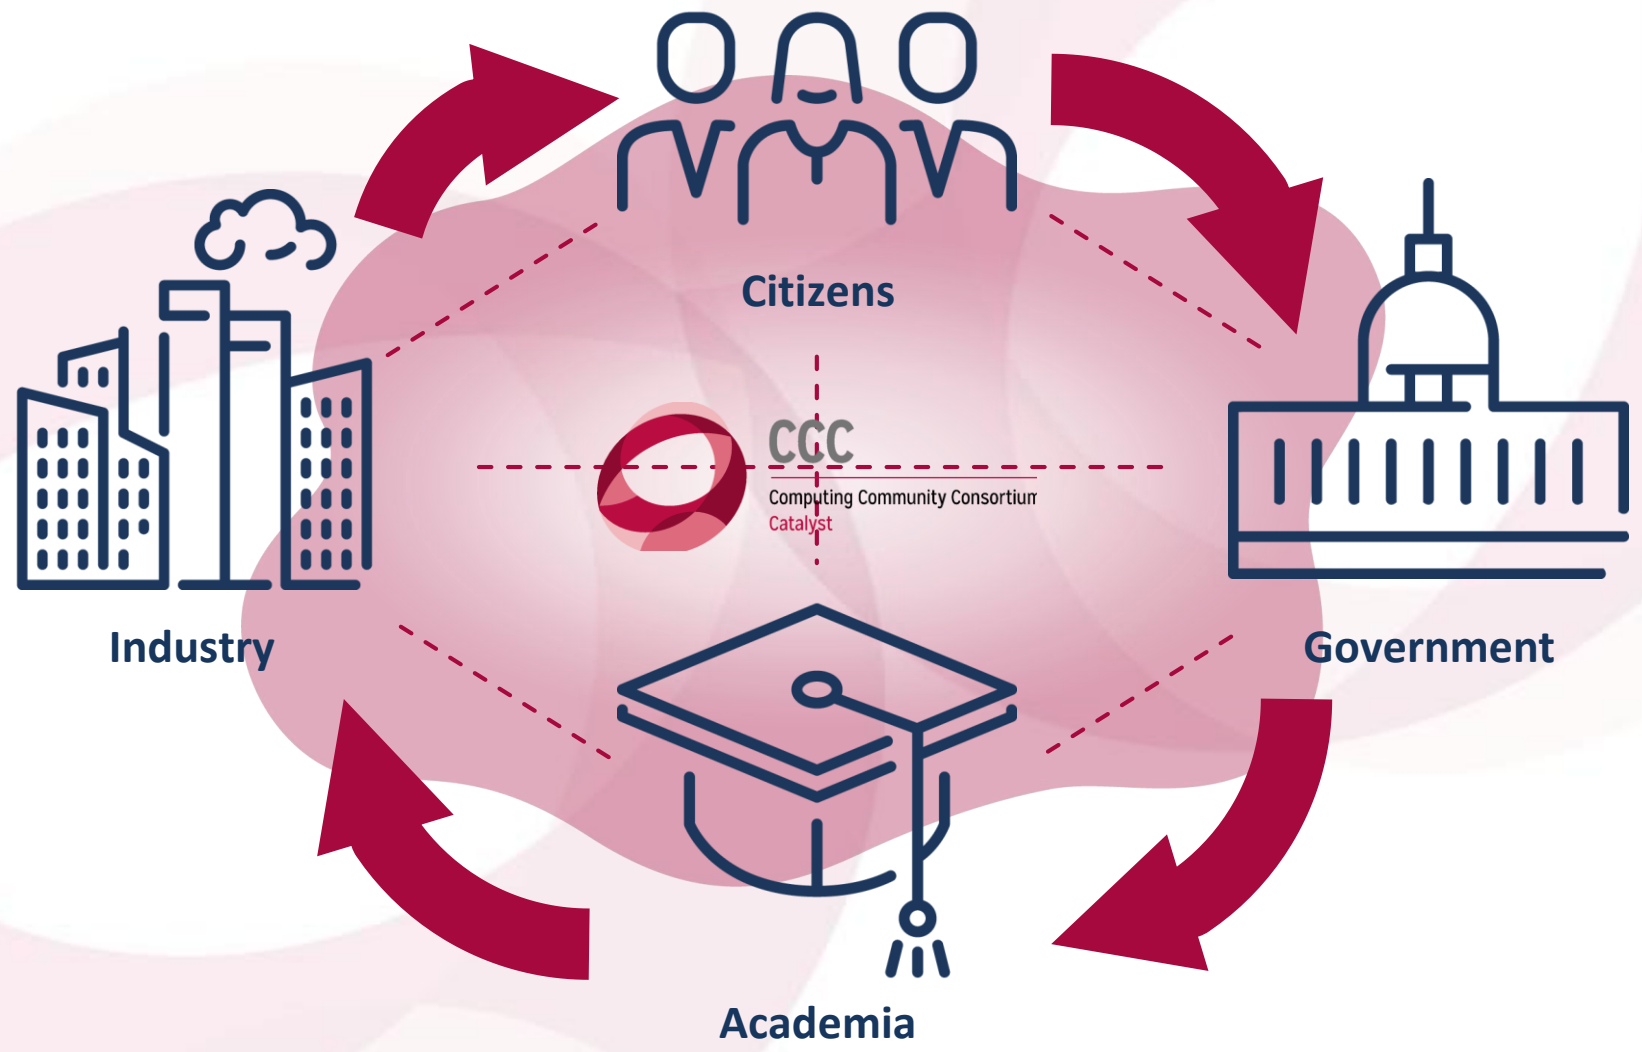 Citizens
CCC
Computing Community Consortium
Catalyst
Industry
Government
Academia